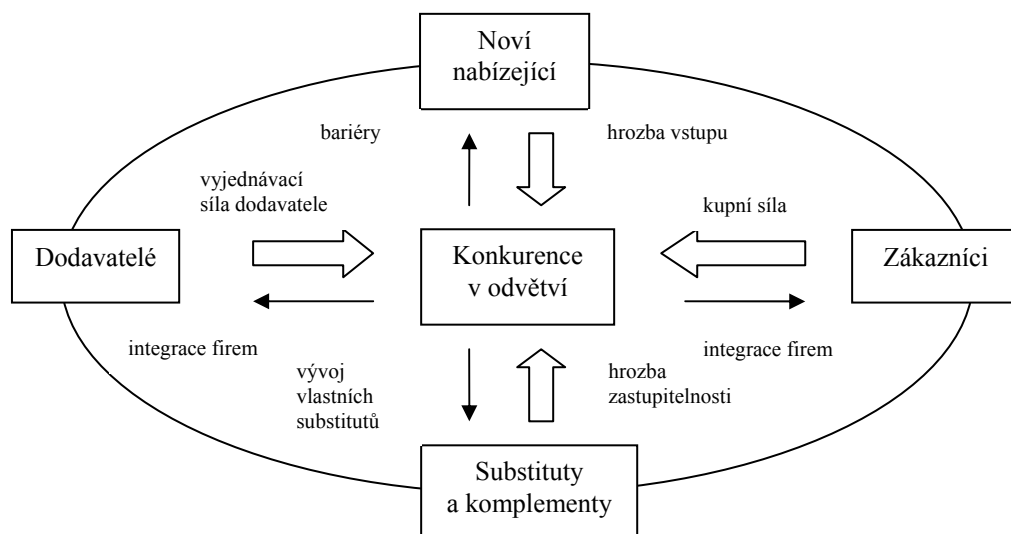 Noví
nabízející
bariéry
hrozba vstupu
vyjednávací
síla dodavatele
kupní síla
Dodavatelé
Konkurence
v odvětví
Zákazníci
integrace firem
integrace firem
vývoj
vlastních
substitutů
hrozba
zastupitelnosti
Substituty
a komplementy